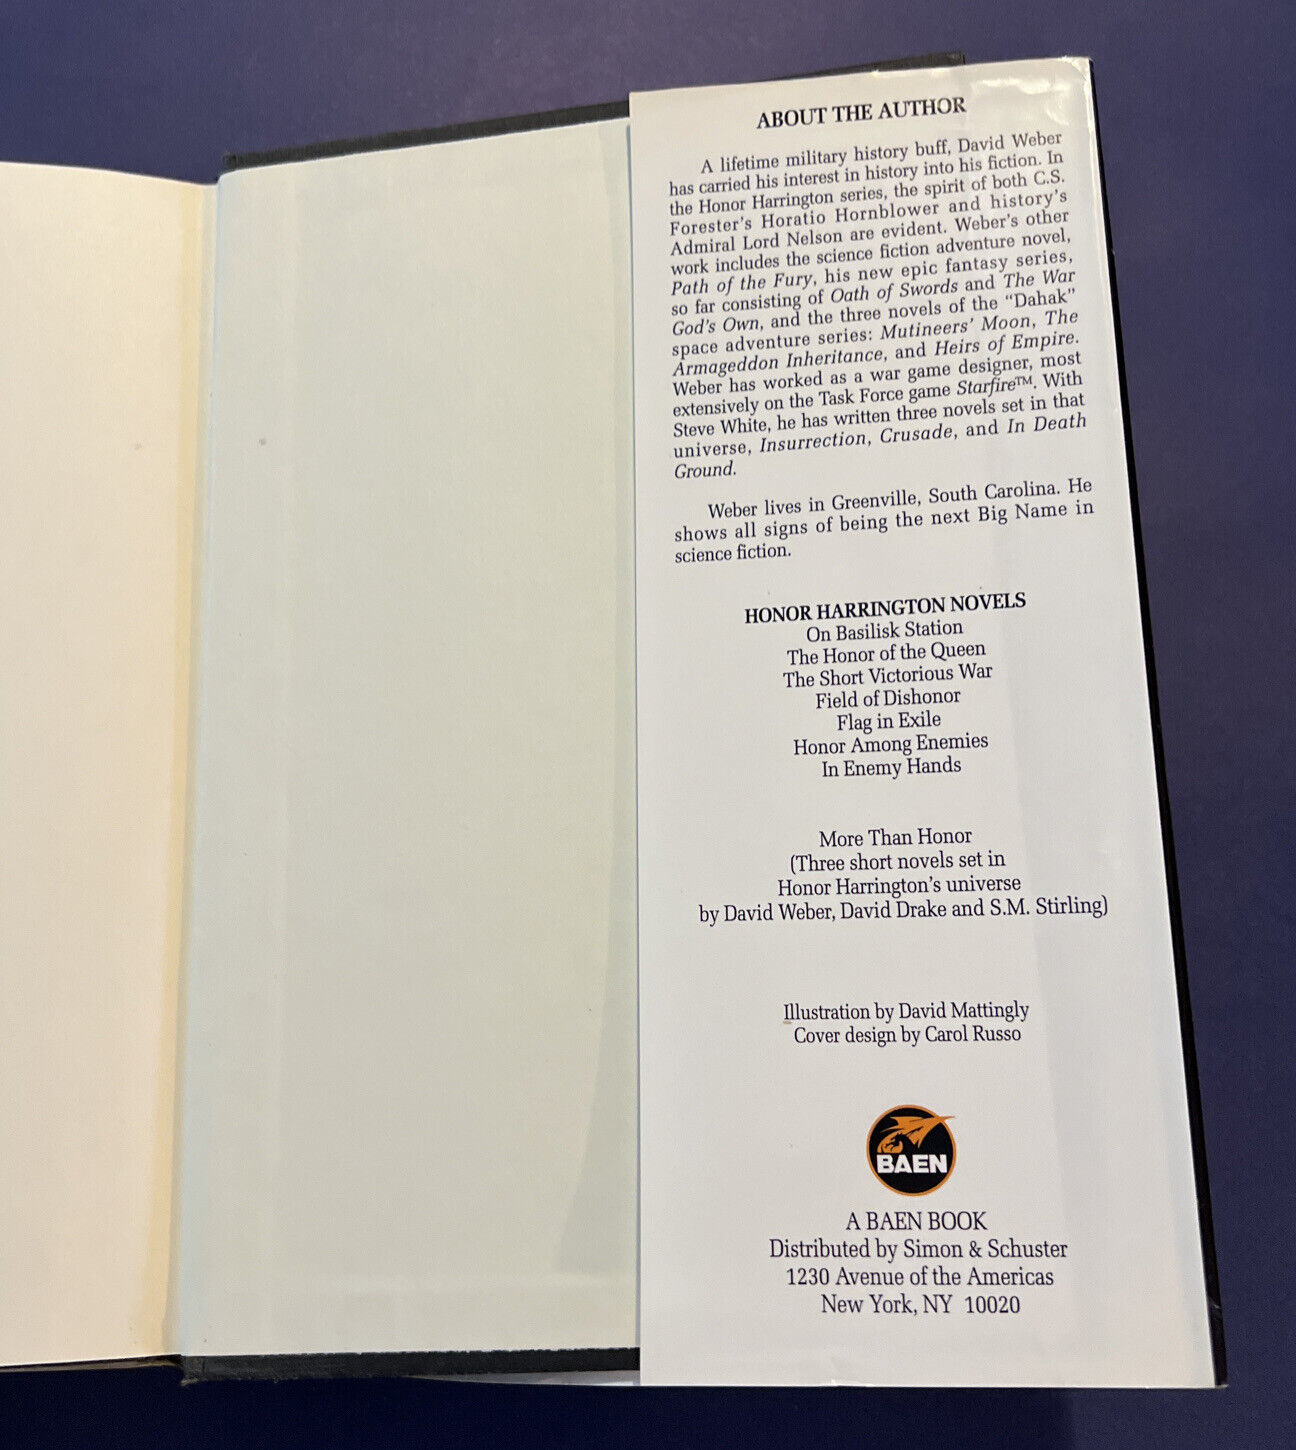 ABOUT THE AUTHOR
A lifetime military history buff, David Weber
has carried his interest in history into his fiction. In
the Honor Harrington series, the spirit of both C.S.
Forester's Horatio Hornblower and history's
Admiral Lord Nelson are evident. Weber's other
work includes the science fiction adventure novel,
Path of the Fury, his new epic fantasy series,
so far consisting of Oath of Swords and The War
God's Own, and the three novels of the "Dahak"
space adventure series: Mutineers' Moon, The
Armageddon Inheritance, and Heirs of Empire.
Weber has worked as a war game designer, most
extensively on the Task Force game Starfire™. With
Steve White, he has written three novels set in that
universe, Insurrection, Crusade, and In Death
Ground.
Weber lives in Greenville, South Carolina. He
shows all signs of being the next Big Name in
science fiction.
HONOR HARRINGTON NOVELS
On Basilisk Station
The Honor of the Queen
The Short Victorious War
Field of Dishonor
Flag in Exile
Honor Among Enemies
In Enemy Hands
More Than Honor
(Three short novels set in
Honor Harrington's universe
by David Weber, David Drake and S.M. Stirling)
Illustration by David Mattingly
Cover design by Carol Russo
BAEN
A BAEN BOOK
Distributed by Simon & Schuster
1230 Avenue of the Americas
New York, NY 10020